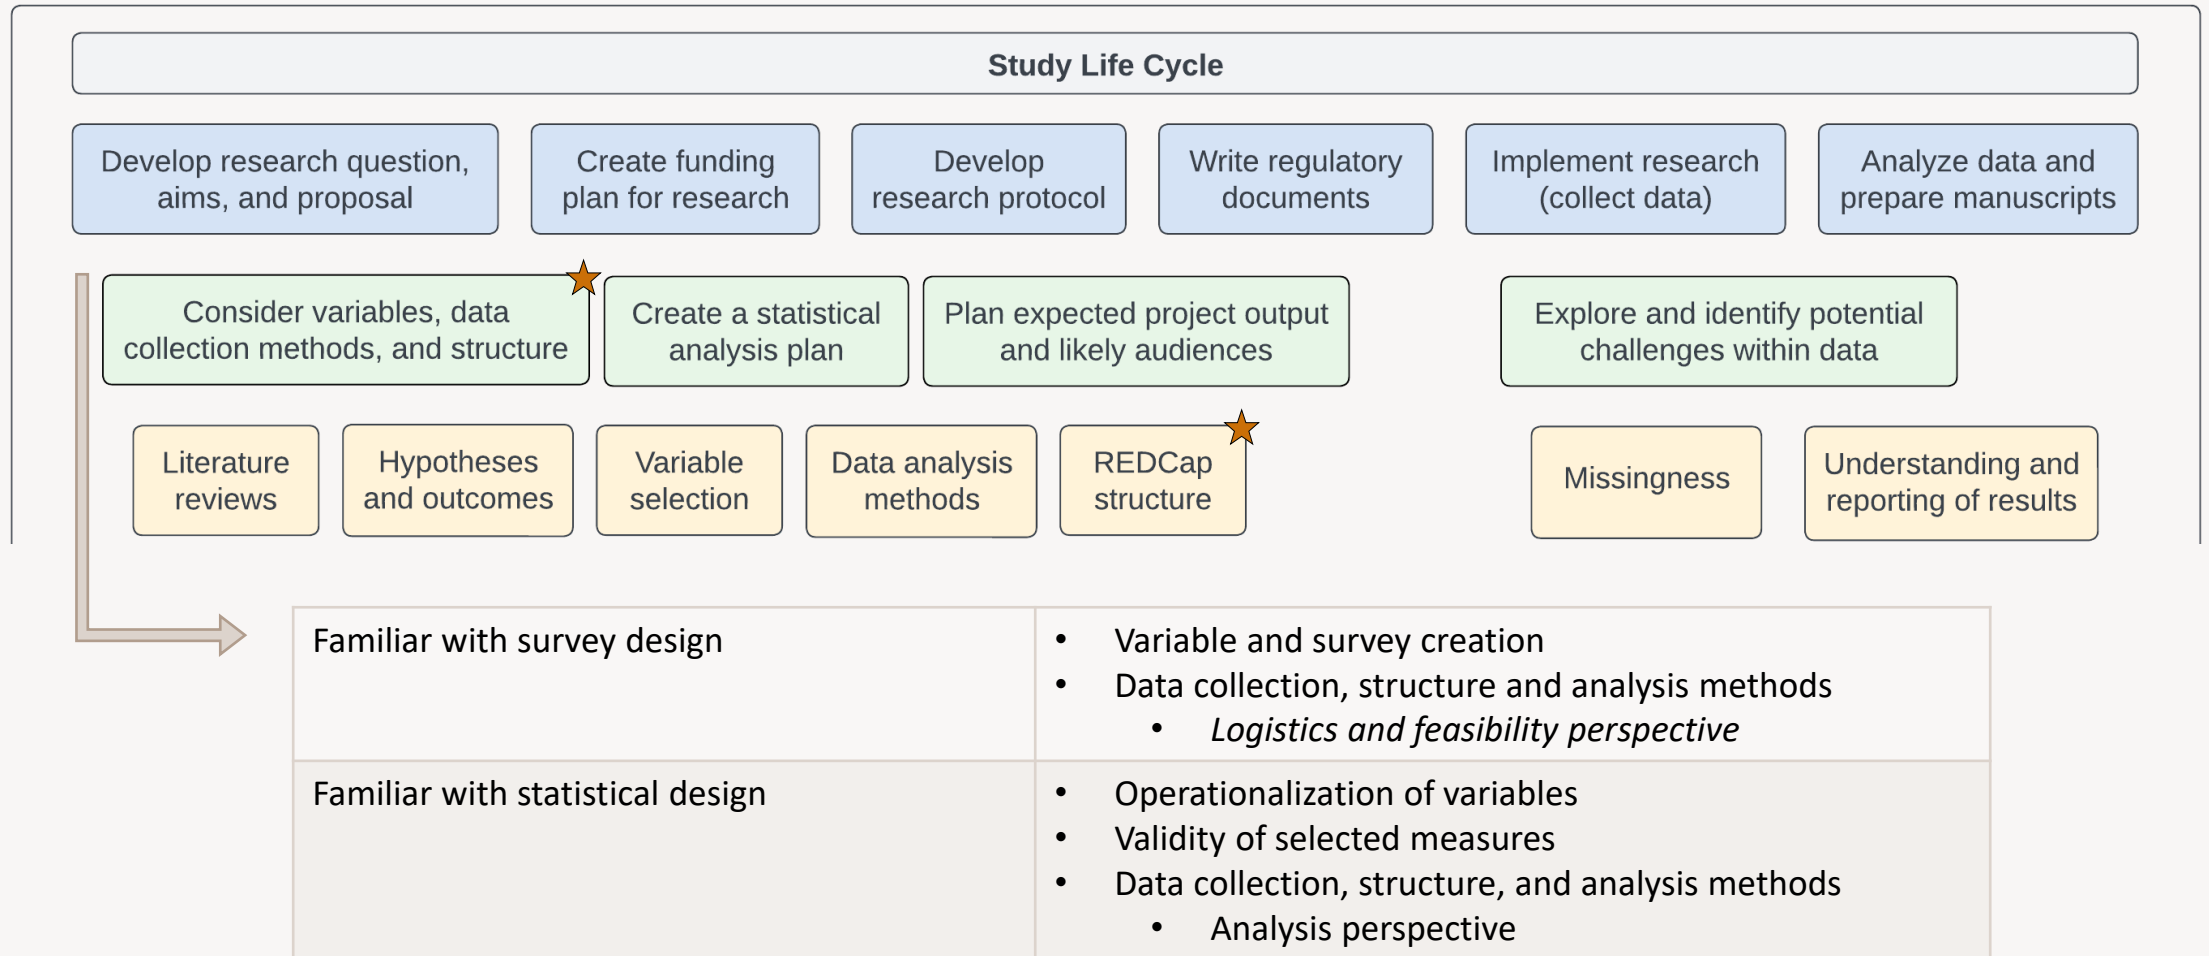 Study Life Cycle
Develop research question,
aims, and proposal
Create funding
plan for research
Develop
research protocol
Write regulatory
documents
Implement research
(collect data)
Analyze data and
prepare manuscripts
Consider variables, data
collection methods, and structure
Create a statistical
analysis plan
Plan expected project output
and likely audiences
Explore and identify potential
challenges within data
Literature
reviews
Hypotheses
and outcomes
Variable
selection
Data analysis
methods
REDCap
structure
Missingness
Understanding and
reporting of results
Familiar with survey design
• Variable and survey creation
• Data collection, structure and analysis methods
• Logistics and feasibility perspective
Familiar with statistical design
• Operationalization of variables
• Validity of selected measures
• Data collection, structure, and analysis methods
• Analysis perspective